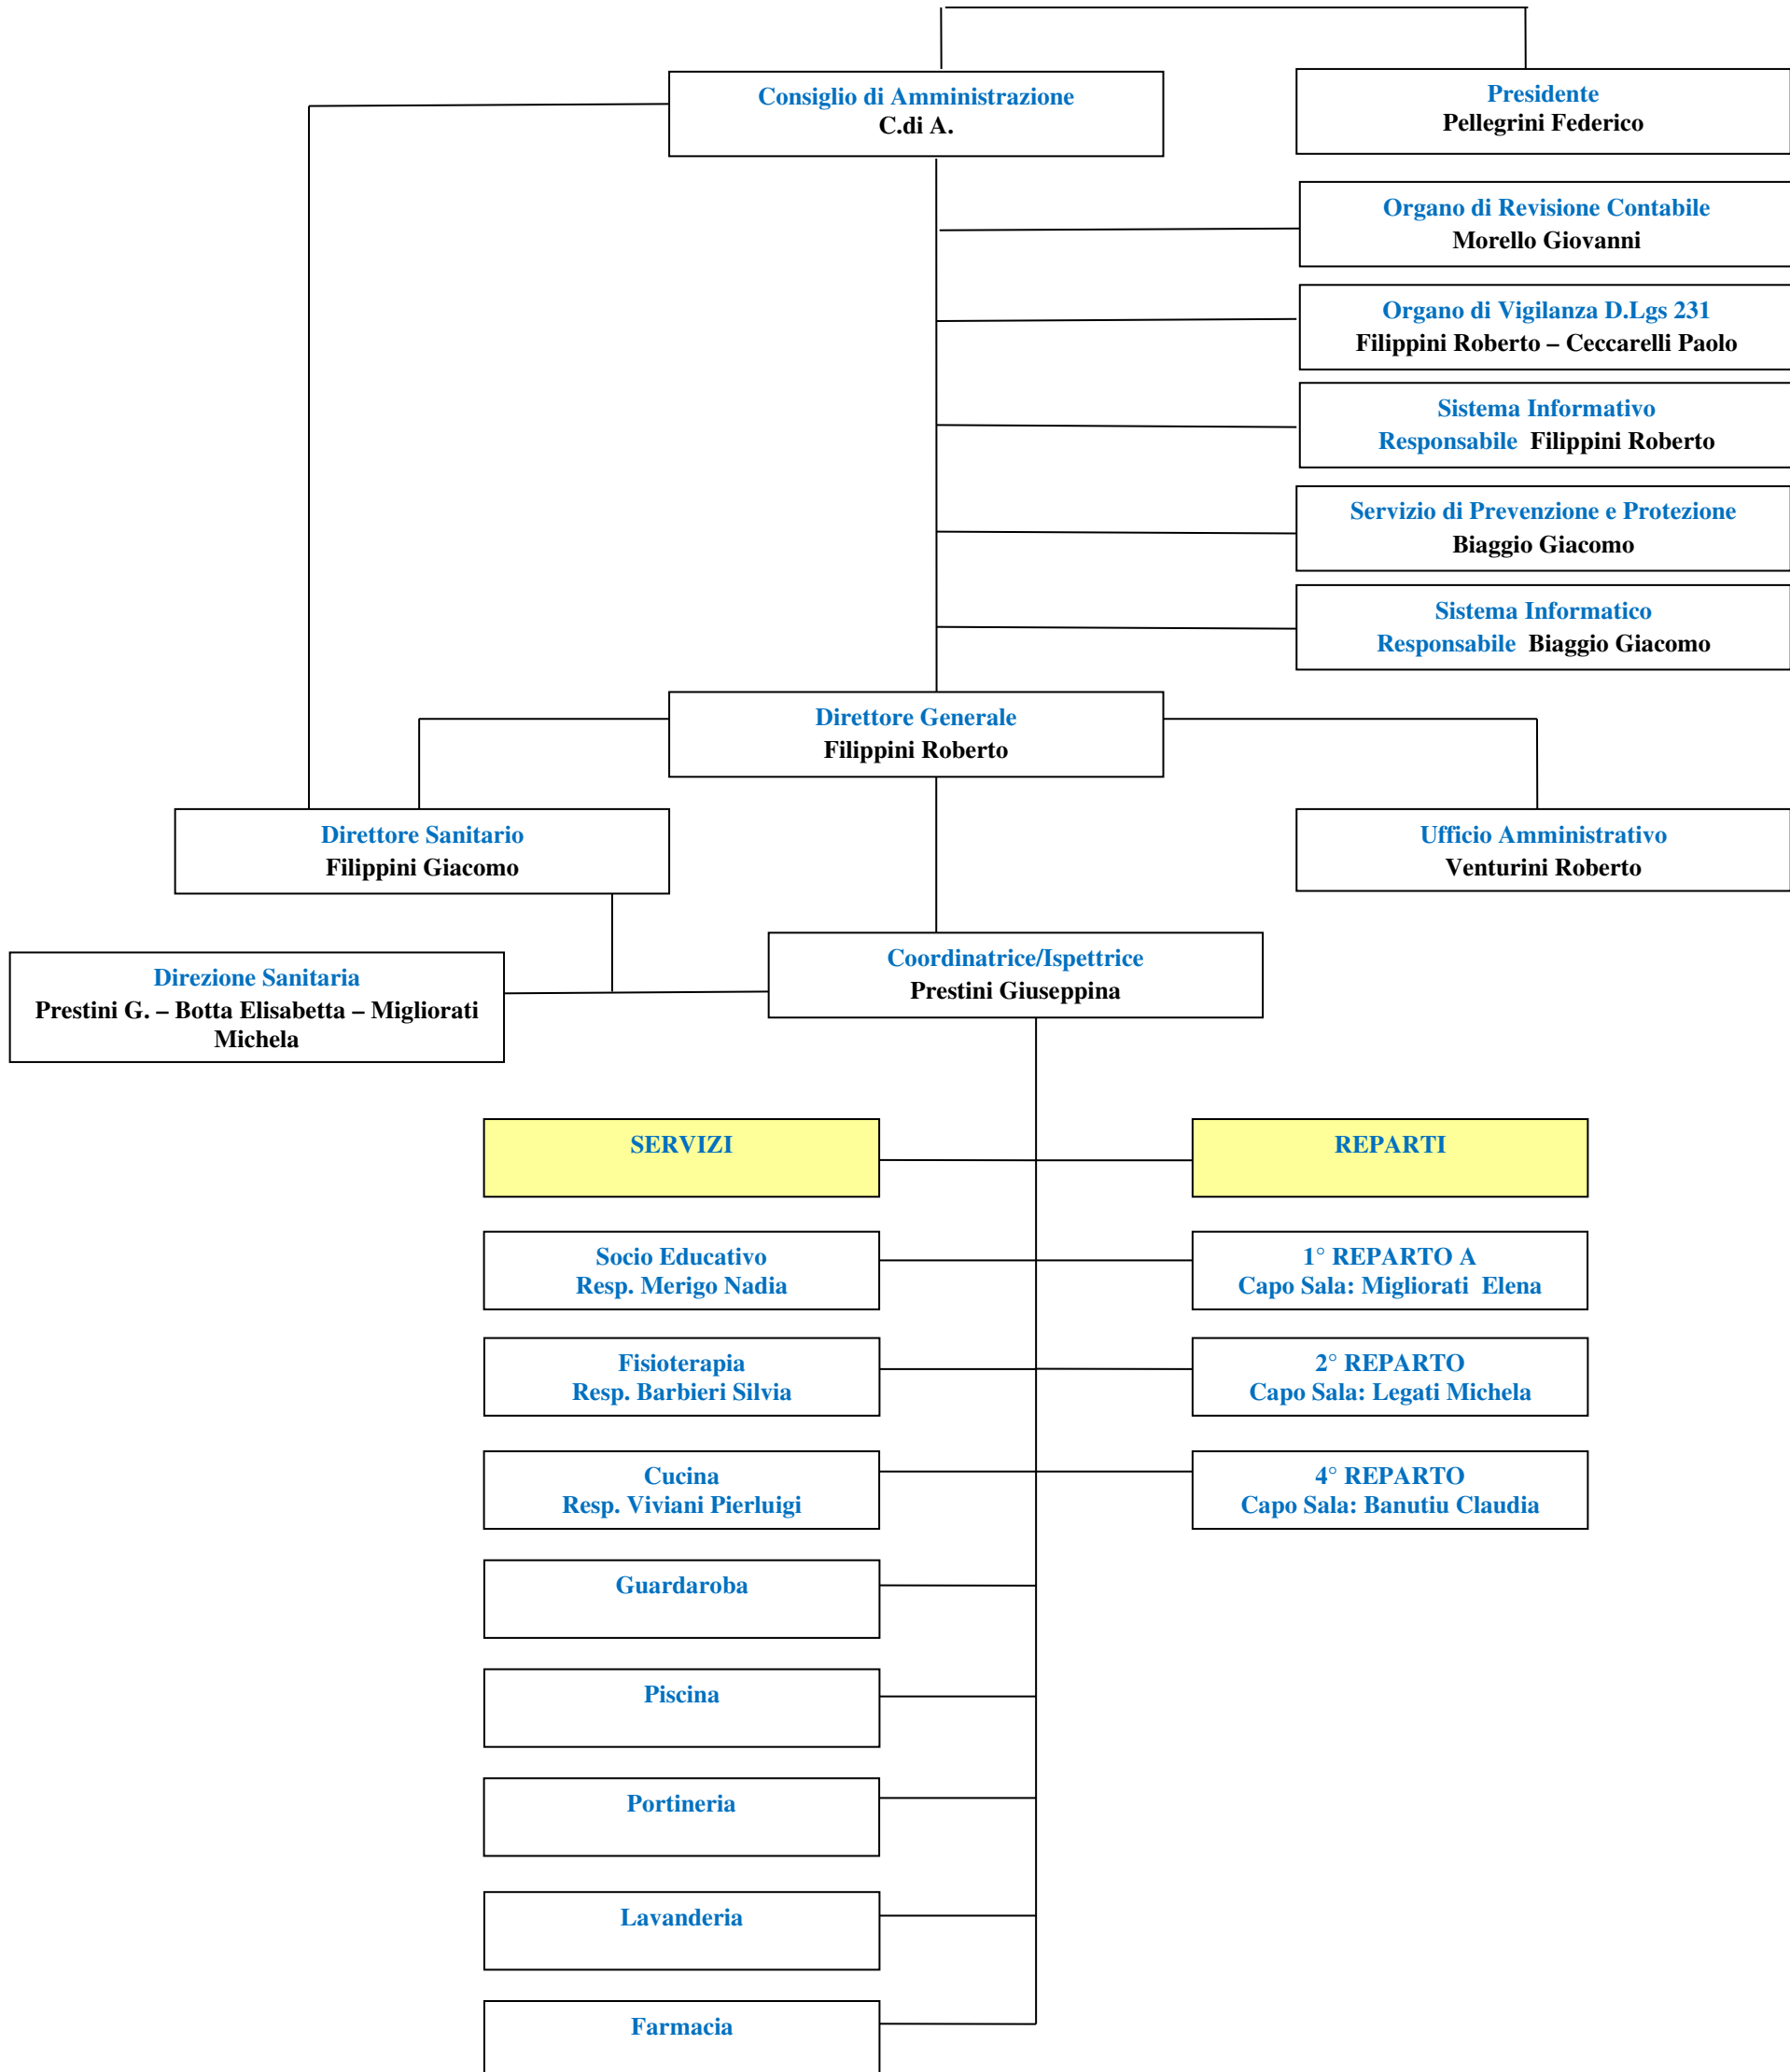 Consiglio di Amministrazione
C.di A.
Presidente
Pellegrini Federico
Organo di Revisione Contabile
Morello Giovanni
Organo di Vigilanza D.Lgs 231
Filippini Roberto – Ceccarelli Paolo
Sistema Informativo
Responsabile Filippini Roberto
Servizio di Prevenzione e Protezione
Biaggio Giacomo
Sistema Informatico
Responsabile Biaggio Giacomo
Direttore Generale
Filippini Roberto
Direttore Sanitario
Filippini Giacomo
Ufficio Amministrativo
Venturini Roberto
Coordinatrice/Ispettrice
Prestini Giuseppina
Direzione Sanitaria
Prestini G. – Botta Elisabetta – Migliorati
Michela
SERVIZI
REPARTI
Socio Educativo
Resp. Merigo Nadia
1° REPARTO A
Capo Sala: Migliorati Elena
Fisioterapia
Resp. Barbieri Silvia
2° REPARTO
Capo Sala: Legati Michela
Cucina
Resp. Viviani Pierluigi
4° REPARTO
Capo Sala: Banutiu Claudia
Guardaroba
Piscina
Portineria
Lavanderia
Farmacia